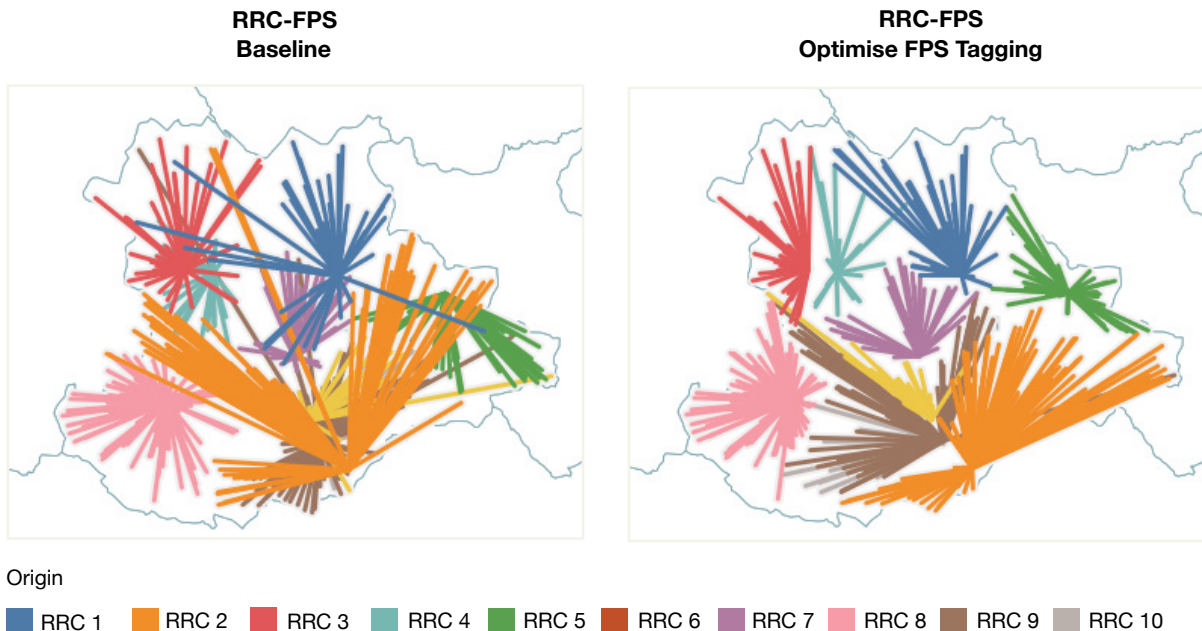 RRC-FPS
Baseline
RRC-FPS
Optimise FPS Tagging
Origin
RRC 1 RRC 2 RRC 3 RRC 4 RRC 5 RRC 6 RRC 7 RRC 8 RRC 9 RRC 10